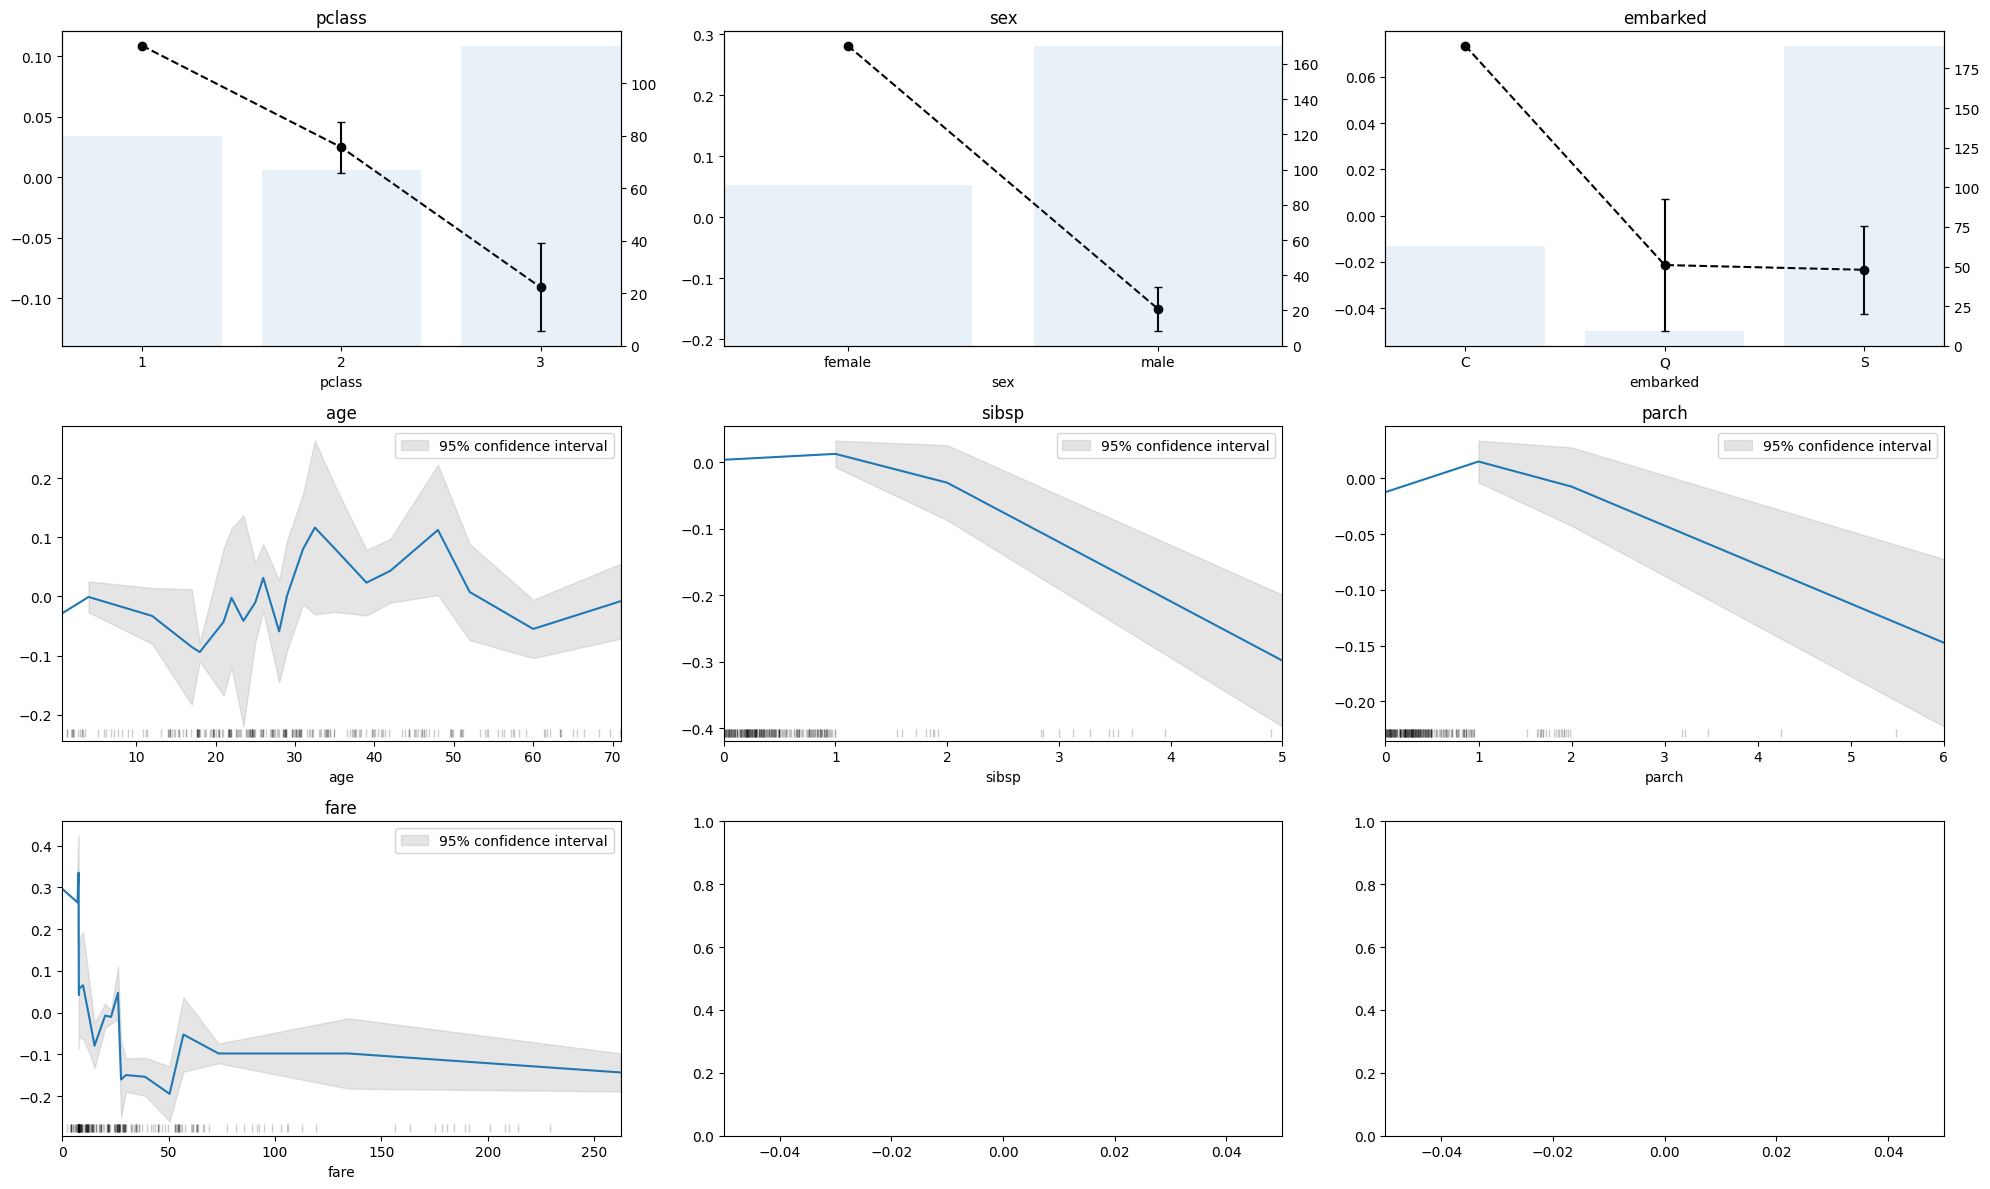 pclass
0.10
0.05
0.00
−0.05
−0.10
100
80
60
40
20
0
1 2 3
pclass
sex
0.3
0.2
0.1
0.0
−0.1
−0.2
160
140
120
100
80
60
40
20
0
female male
sex
embarked
0.06
0.04
0.02
0.00
−0.02
−0.04
175
150
125
100
75
50
25
0
C Q S
embarked
age
95% confidence interval
0.2
0.1
0.0
−0.1
−0.2
10 20 30 40 50 60 70
age
sibsp
95% confidence interval
0.0
−0.1
−0.2
−0.3
−0.4
0 1 2 3 4 5
sibsp
parch
95% confidence interval
0.00
−0.05
−0.10
−0.15
−0.20
0 1 2 3 4 5 6
parch
fare
95% confidence interval
0.4
0.3
0.2
0.1
0.0
−0.1
−0.2
0 50 100 150 200 250
fare
1.0
0.8
0.6
0.4
0.2
0.0
−0.04 −0.02 0.00 0.02 0.04
1.0
0.8
0.6
0.4
0.2
0.0
−0.04 −0.02 0.00 0.02 0.04